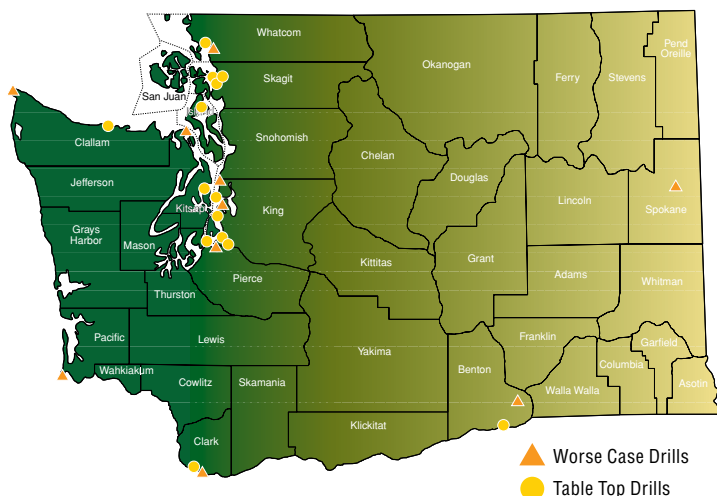 Whatcom
Pend
Oreille
Okanogan
Ferry
Stevens
Skagit
San Juan
Snohomish
Clallam
Chelan
Douglas
Jefferson
Kitsap
King
Lincoln
Spokane
Grays
Harbor
Mason
Kittitas
Grant
Adams
Whitman
Pierce
Thurston
Pacific
Lewis
Yakima
Franklin
Garfield
Benton
Columbia
Wahkiakum
Cowlitz
Skamania
Walla Walla
Asotin
Klickitat
Clark
Worse Case Drills
Table Top Drills